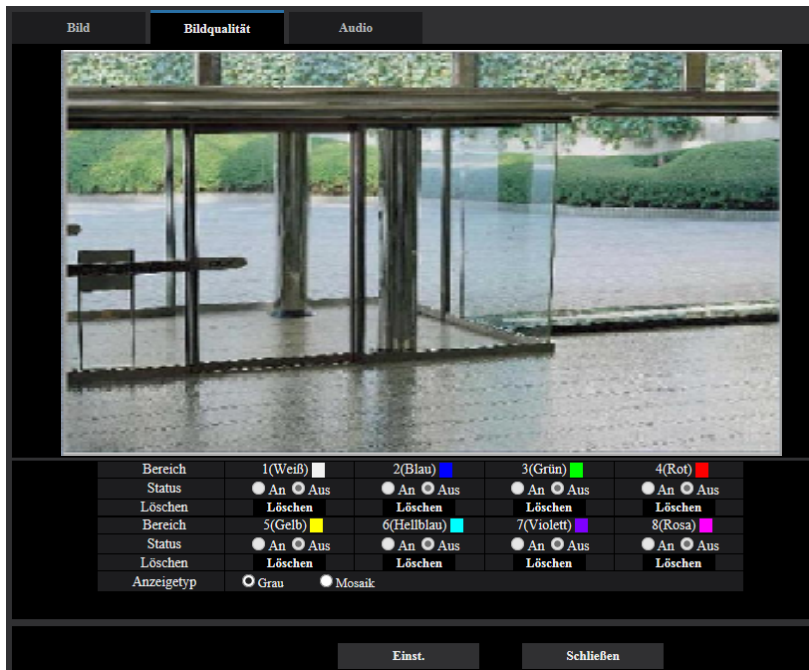 Bild Bildqualität Audio
Bereich 1(Weiß) 2(Blau) 3(Grün) 4(Rot)
Status An Aus An Aus An Aus An Aus
Löschen Löschen Löschen Löschen Löschen
Bereich 5(Gelb) 6(Hellblau) 7(Violett) 8(Rosa)
Status An Aus An Aus An Aus An Aus
Löschen Löschen Löschen Löschen Löschen
Anzeigetyp Grau Mosaik
Einst. Schließen